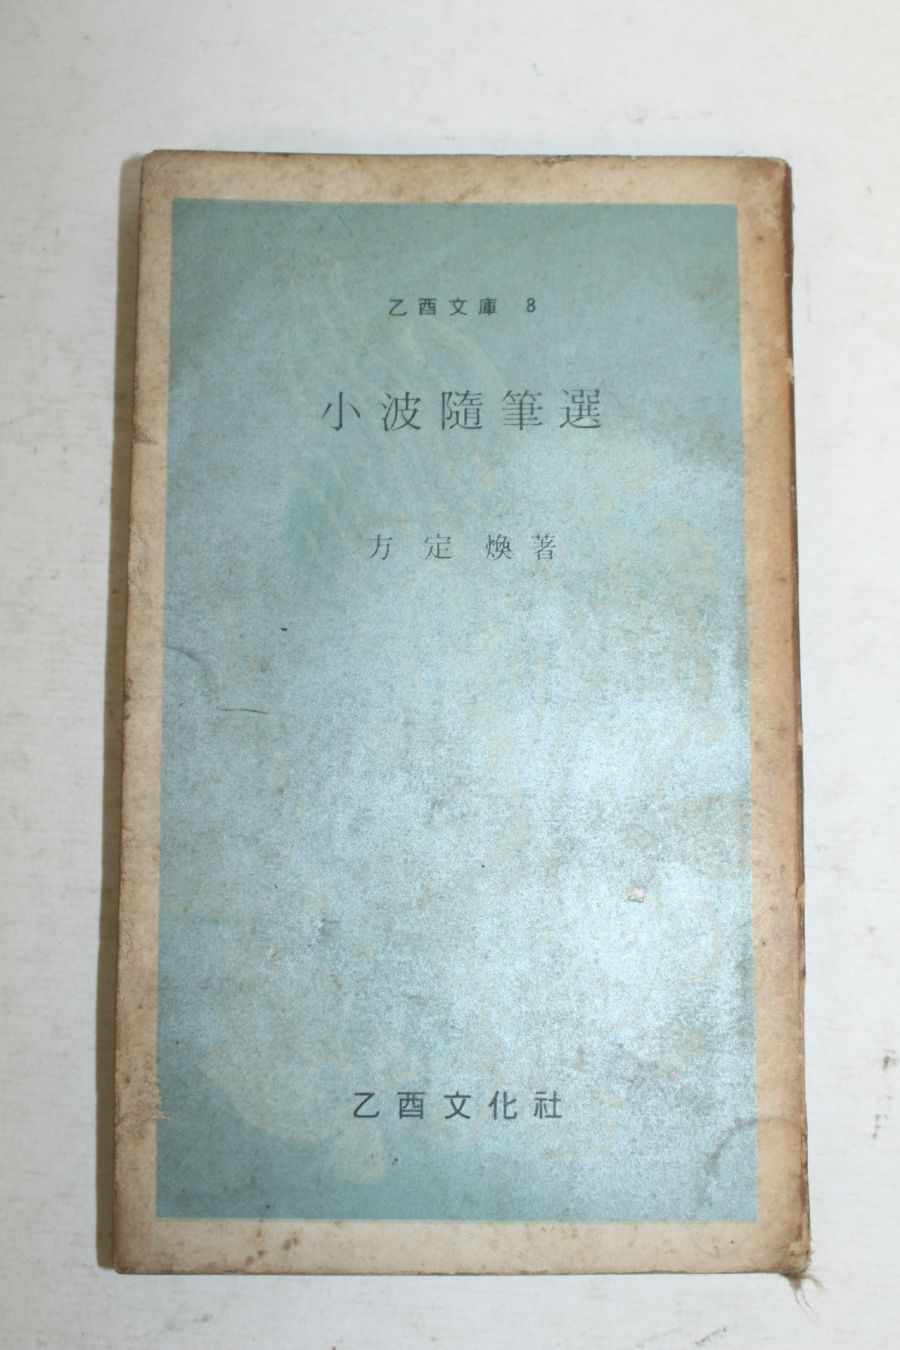 乙酉文庫 8
小波隨筆選
方定煥著
乙酉文化社